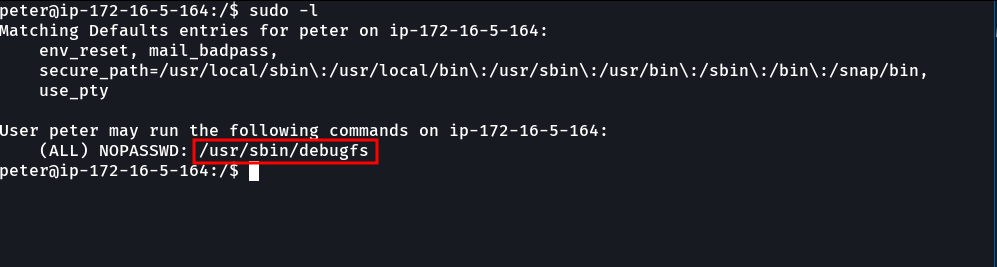 peter@ip-172-16-5-164:/$ sudo -l
Matching Defaults entries for peter on ip-172-16-5-164:
    env_reset, mail_badpass,
    secure_path=/usr/local/sbin\:/usr/local/bin\:/usr/sbin\:/usr/bin\:/sbin\:/bin\:/snap/bin,
    use_pty

User peter may run the following commands on ip-172-16-5-164:
    (ALL) NOPASSWD: /usr/sbin/debugfs
peter@ip-172-16-5-164:/$